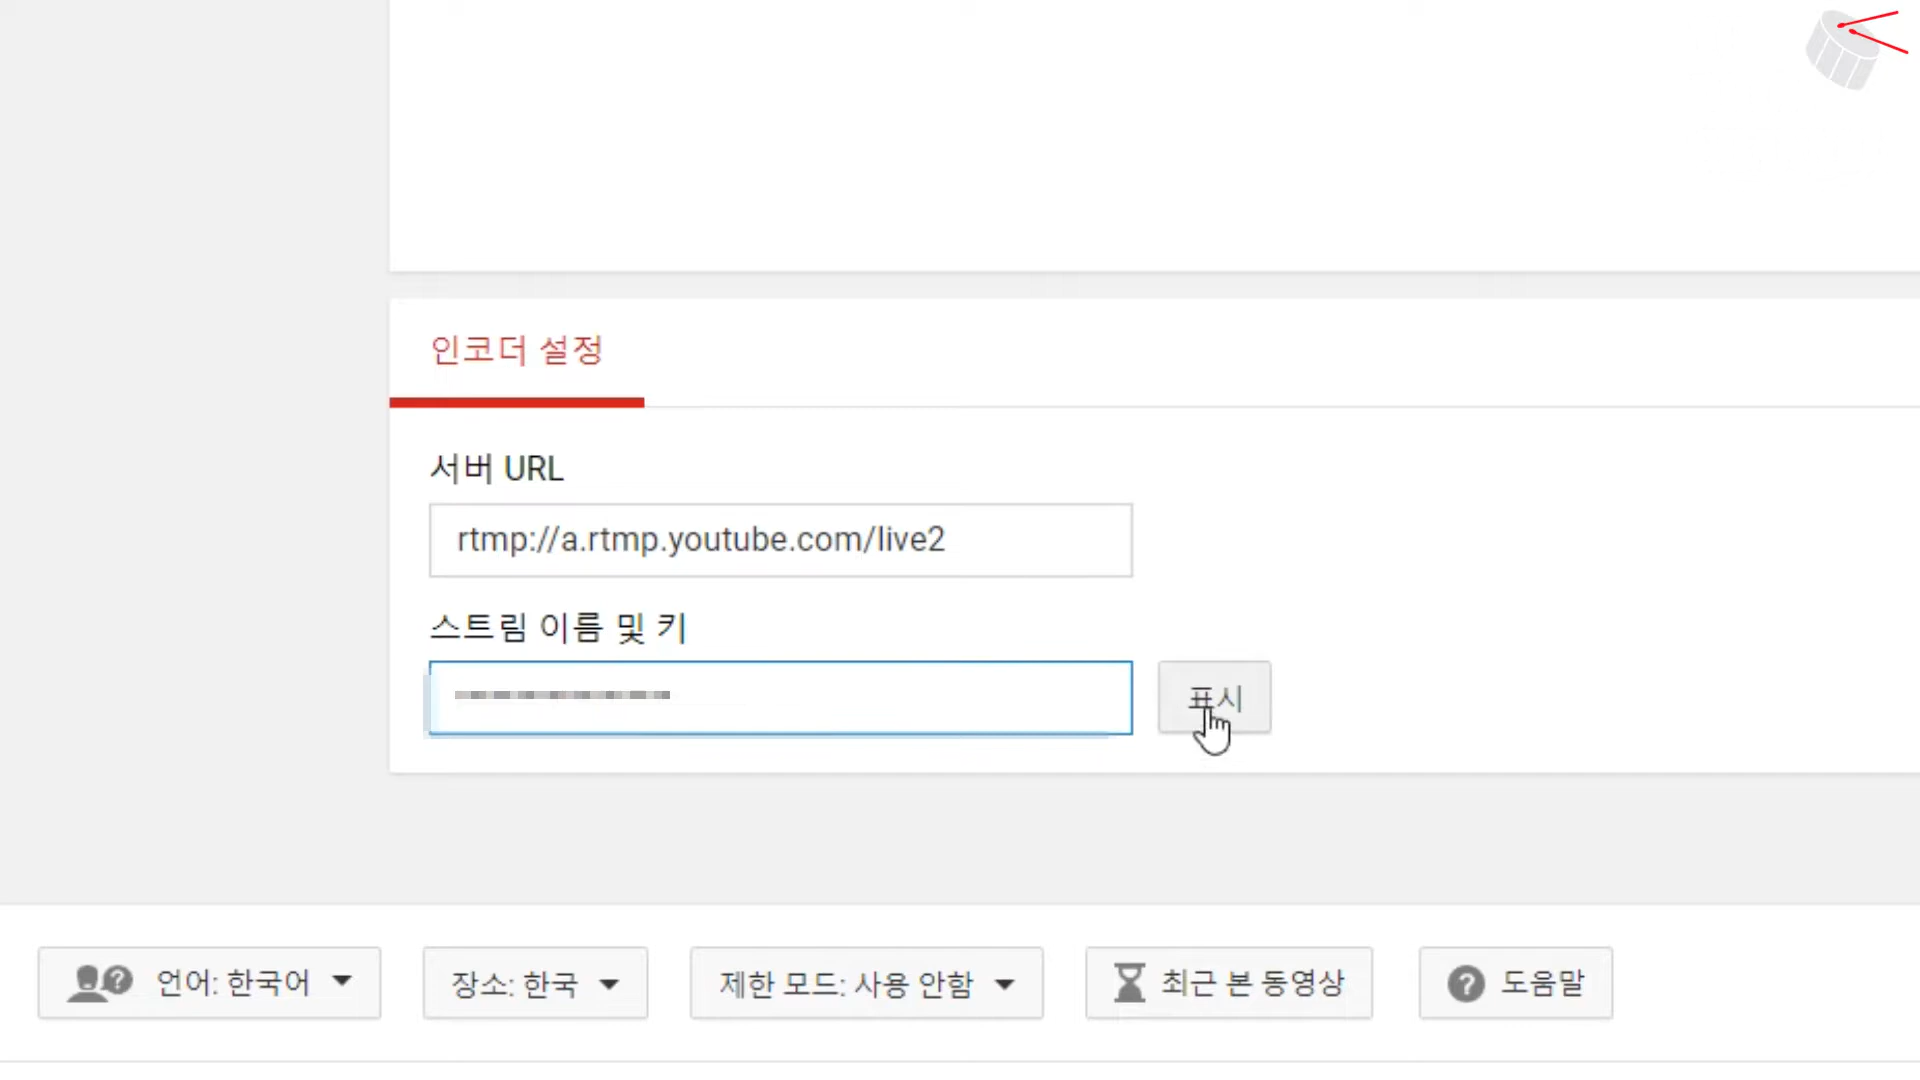 인코더 설정
서버 URL
rtmp://a.rtmp.youtube.com/live2
스트림 이름 및 키
표시
언어: 한국어
장소: 한국
제한 모드: 사용 안함
최근 본 동영상
도움말